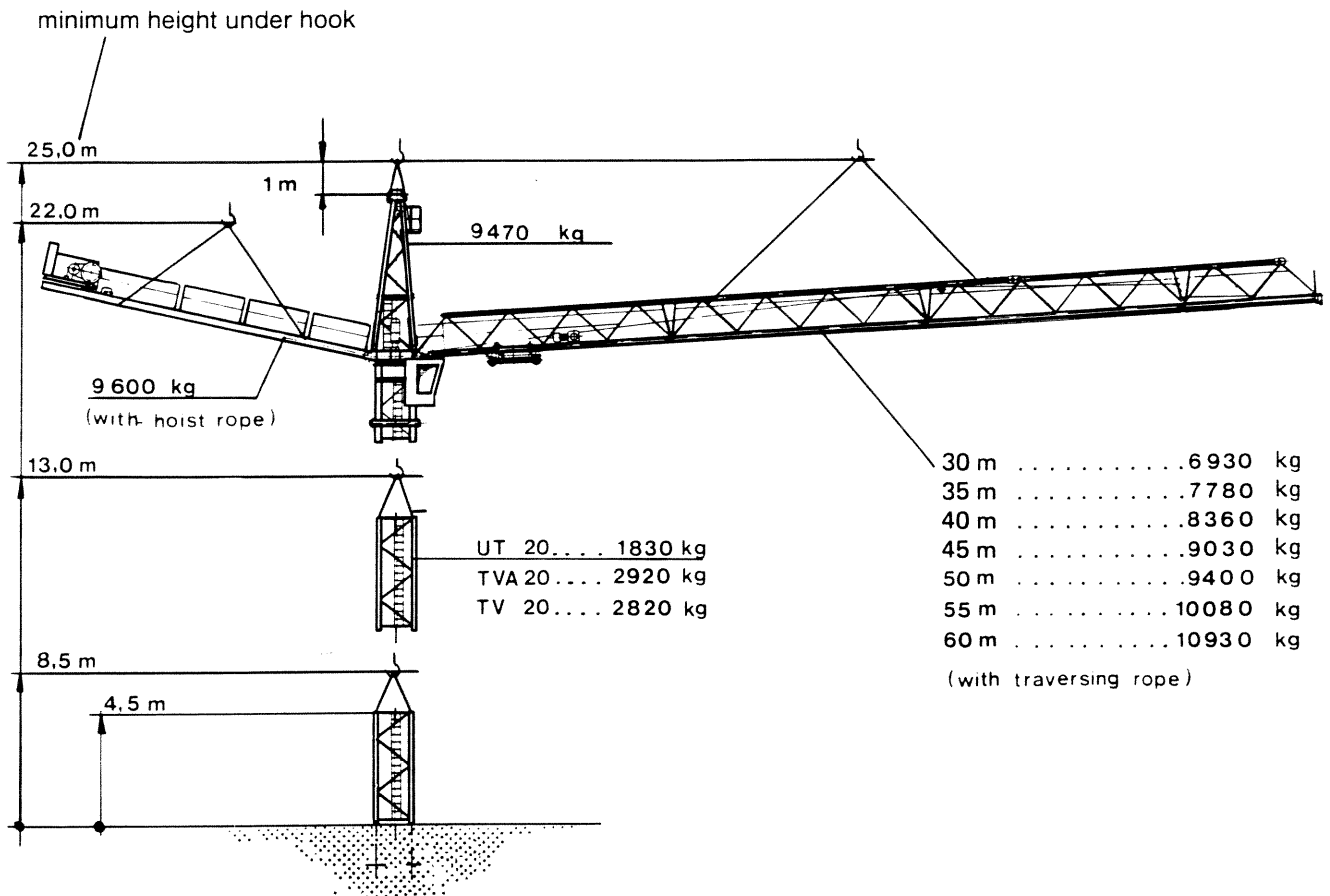 minimum height under hook
25,0 m
1 m
22,0 m
9470 kg
9 600 kg
(with hoist rope)
13,0 m
UT 20.... 1830 kg
TVA 20.... 2920 kg
TV 20.... 2820 kg
30 m ...........6930 kg
35 m ...........7780 kg
40 m ...........8360 kg
45 m ...........9030 kg
50 m ...........9400 kg
55 m ..........10080 kg
60 m ..........10930 kg
(with traversing rope)
8,5 m
4,5 m